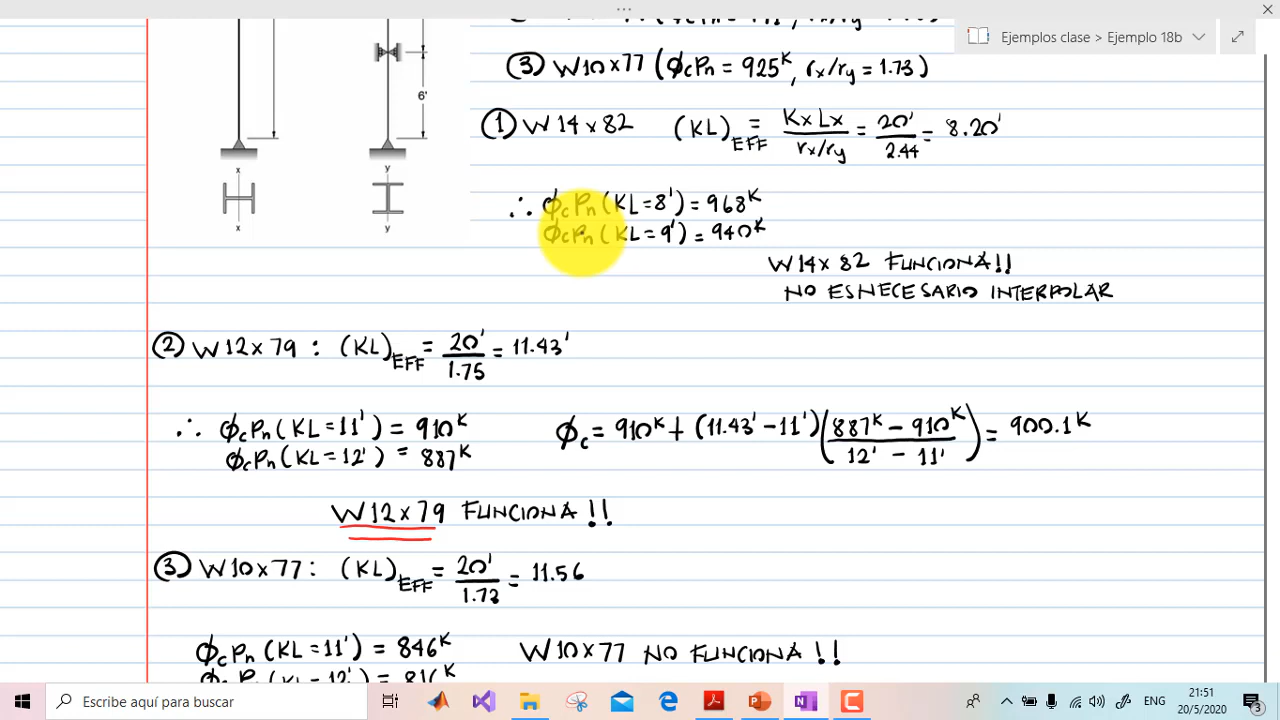 Ejemplos clase > Ejemplo 18b
③ W10x77 (ϕcPn = 925ᴷ, rx/ry = 1.73)
6'
① W14x82 (KL)EFF = KxLx / rx/ry = 20' / 2.44 = 8.20'
x y
∴ ϕcPn (KL=8') = 968ᴷ
ϕcPn (KL=9') = 940ᴷ
x y
W14x82 FUNCIONA!!
NO ES NECESARIO INTERPOLAR
② W12x79 : (KL)EFF = 20' / 1.75 = 11.43'
∴ ϕcPn (KL=11') = 910ᴷ ϕc = 910ᴷ + (11.43' - 11') (887ᴷ - 910ᴷ / 12' - 11') = 900.1ᴷ
ϕcPn (KL=12') = 887ᴷ
W12x79 FUNCIONA !!
③ W10x77 : (KL)EFF = 20' / 1.73 = 11.56
ϕcPn (KL=11') = 846ᴷ W10x77 NO FUNCIONA !!
ϕcPn (KL=12') = 816ᴷ
Escribe aquí para buscar
ENG
21:51
20/5/2020
3